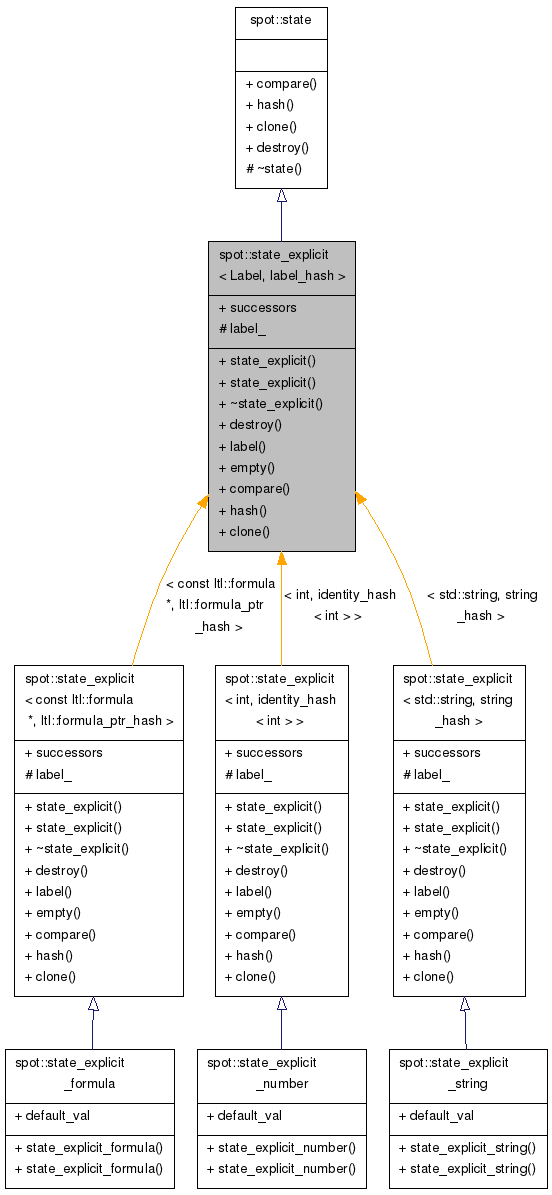 spot::state
+ compare()
+ hash()
+ clone()
+ destroy()
# ~state()
spot::state_explicit
< Label, label_hash >
+ successors
# label_
+ state_explicit()
+ state_explicit()
+ ~state_explicit()
+ destroy()
+ label()
+ empty()
+ compare()
+ hash()
+ clone()
< const ltl::formula
*, ltl::formula_ptr
_hash >
< int, identity_hash
< int > >
< std::string, string
_hash >
spot::state_explicit
< const ltl::formula
*, ltl::formula_ptr_hash >
+ successors
# label_
+ state_explicit()
+ state_explicit()
+ ~state_explicit()
+ destroy()
+ label()
+ empty()
+ compare()
+ hash()
+ clone()
spot::state_explicit
< int, identity_hash
< int > >
+ successors
# label_
+ state_explicit()
+ state_explicit()
+ ~state_explicit()
+ destroy()
+ label()
+ empty()
+ compare()
+ hash()
+ clone()
spot::state_explicit
< std::string, string
_hash >
+ successors
# label_
+ state_explicit()
+ state_explicit()
+ ~state_explicit()
+ destroy()
+ label()
+ empty()
+ compare()
+ hash()
+ clone()
spot::state_explicit
_formula
+ default_val
+ state_explicit_formula()
+ state_explicit_formula()
spot::state_explicit
_number
+ default_val
+ state_explicit_number()
+ state_explicit_number()
spot::state_explicit
_string
+ default_val
+ state_explicit_string()
+ state_explicit_string()